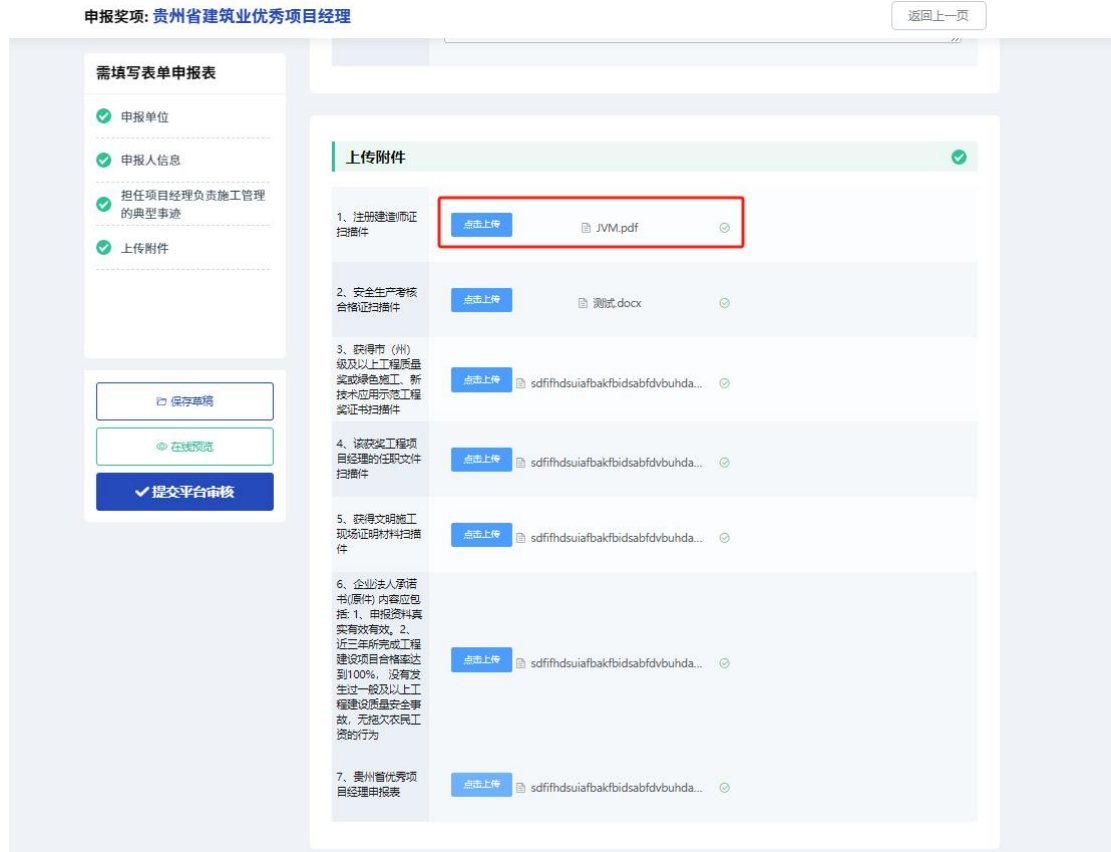 申报奖项: 贵州省建筑业优秀项目经理
返回上一页
需填写表单申报表
申报单位
申报人信息
担任项目经理负责施工管理
的典型事迹
上传附件
保存草稿
在线预览
提交平台审核
上传附件
1、注册建造师证
扫描件
点击上传
JVM.pdf
2、安全生产考核
合格证扫描件
点击上传
测试.docx
3、获得市（州）
级及以上工程质量
奖或绿色施工、新
技术应用示范工程
奖证书扫描件
点击上传
sdfifhdsuiafbakfbidsabfdvbuhda...
4、该获奖工程项
目经理的任职文件
扫描件
点击上传
sdfifhdsuiafbakfbidsabfdvbuhda...
5、获得文明施工
现场证明材料扫描
件
点击上传
sdfifhdsuiafbakfbidsabfdvbuhda...
6、企业法人承诺
书(原件) 内容应包
括: 1、申报资料真
实有效有效。2、
近三年所完成工程
建设项目合格率达
到100%，没有发
生过一般及以上工
程建设质量安全事
故，无拖欠农民工
资的行为
点击上传
sdfifhdsuiafbakfbidsabfdvbuhda...
7、贵州省优秀项
目经理申报表
点击上传
sdfifhdsuiafbakfbidsabfdvbuhda...